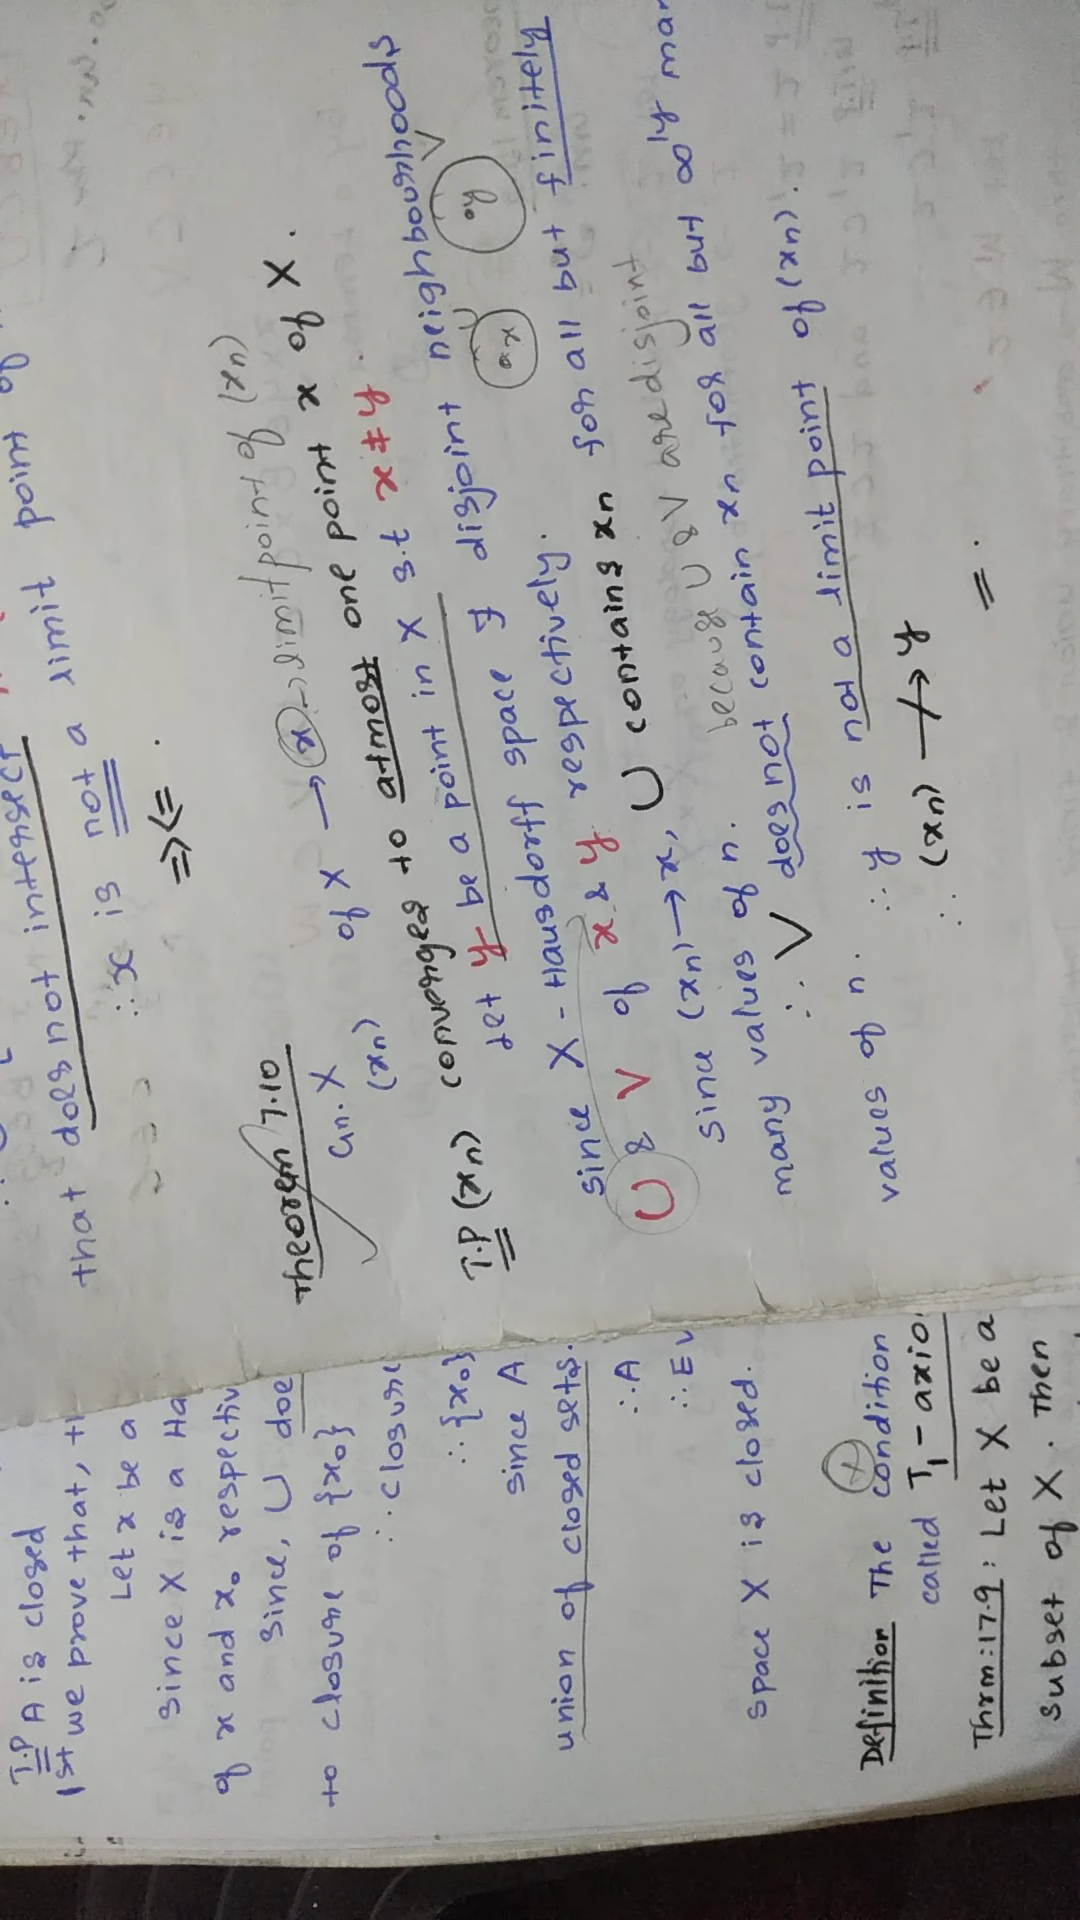 that does not intersect
∴ x is not a limit point of
⇒⇐.
Theorem 7.10
Gn. X
(xn) of X → x → limit point of (xn)
T.P (xn) converges to atmost one point x of X.
Let y be a point in X s.t x ≠ y.
Since X - Hausdorff space ∃ disjoint neighbourhoods
U & V of x & y respectively.
•x •y V
Since (xn) → x, U contains xn for all but finitely
many values of n. because U & V are disjoint
∴ V does not contain xn for all but ∞ly
values of n. ∴ y is not a limit point of (xn).
∴ (xn) ↛ y
=.
T.P A is closed
1st we prove that,
Let x be a
Since X is a Ha
of x and x₀ respectiv
Since, U doe
to closure of {x₀}
∴ closure
∴ {x₀}
Since A
union of closed sets.
∴ A
∴ Ev
space X is closed.
Definition The condition
called T₁ - axio
Thrm: 17.9: Let X be a
subset of X. Then